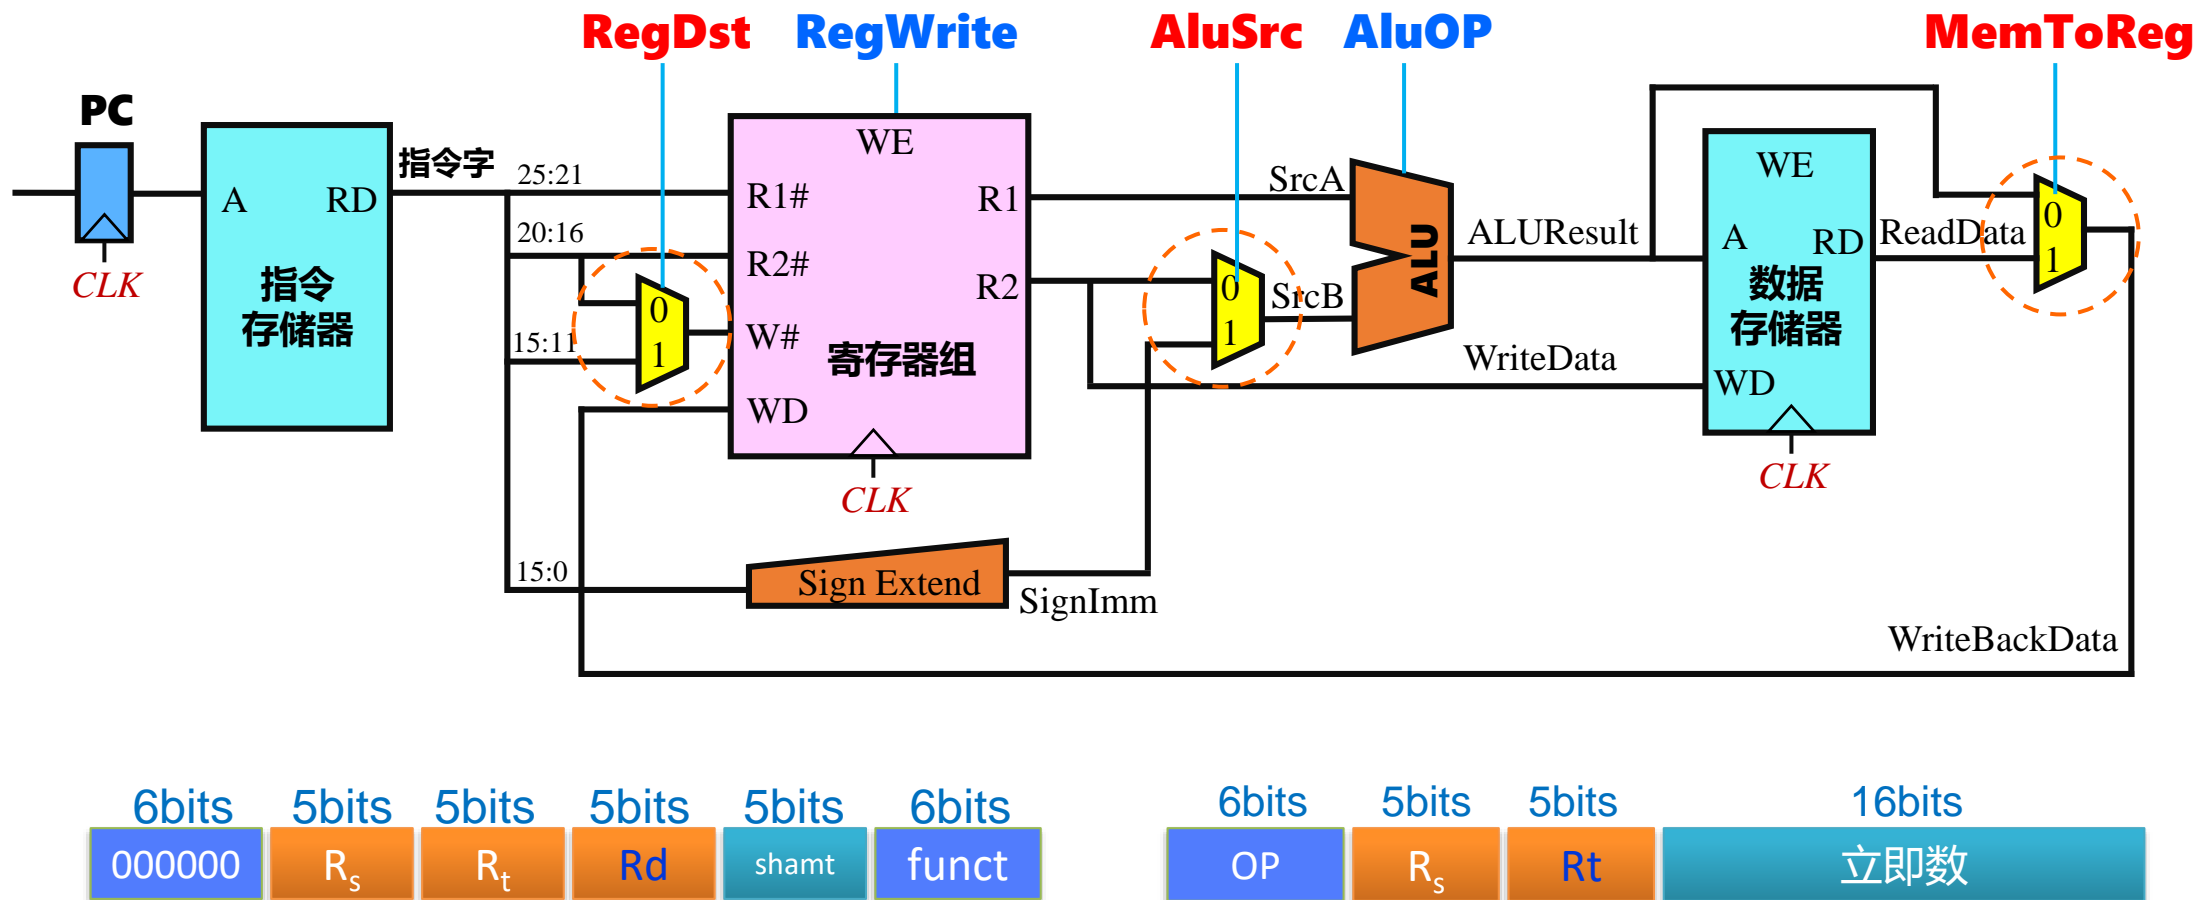 RegDst RegWrite AluSrc AluOP MemToReg
PC
CLK
A RD
指令
存储器
指令字
25:21
20:16
15:11
15:0
0
1
WE
R1#
R2#
W#
WD
R1
R2
寄存器组
CLK
Sign Extend
SignImm
0
1
SrcA
SrcB
ALU
ALUResult
WriteData
WE
A RD
数据
存储器
WD
CLK
ReadData
0
1
WriteBackData
6bits 5bits 5bits 5bits 5bits 6bits
000000 Rs Rt Rd shamt funct
6bits 5bits 5bits 16bits
OP Rs Rt 立即数